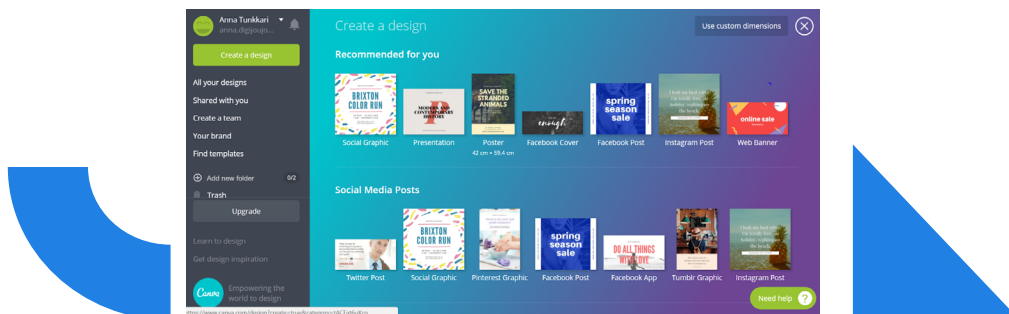 Anna Tunkkari
anna.digijoujo...
Create a design
All your designs
Shared with you
Create a team
Your brand
Find templates
Add new folder 0/2
Trash
Upgrade
Learn to design
Get design inspiration
Canva
Empowering the
world to design
Create a design
Use custom dimensions
Recommended for you
BRIXTON
COLOR RUN
MODERN AND
CONTEMPORARY
HISTORY
SAVE THE
STRANDED
ANIMALS
enough
spring
season
sale
online sale
Social Graphic
Presentation
Poster
42 cm × 59.4 cm
Facebook Cover
Facebook Post
Instagram Post
Web Banner
Social Media Posts
BRIXTON
COLOR RUN
spring
season
sale
DO ALL THINGS
WITH LOVE
Twitter Post
Social Graphic
Pinterest Graphic
Facebook Post
Facebook App
Tumblr Graphic
Instagram Post
Need help ?